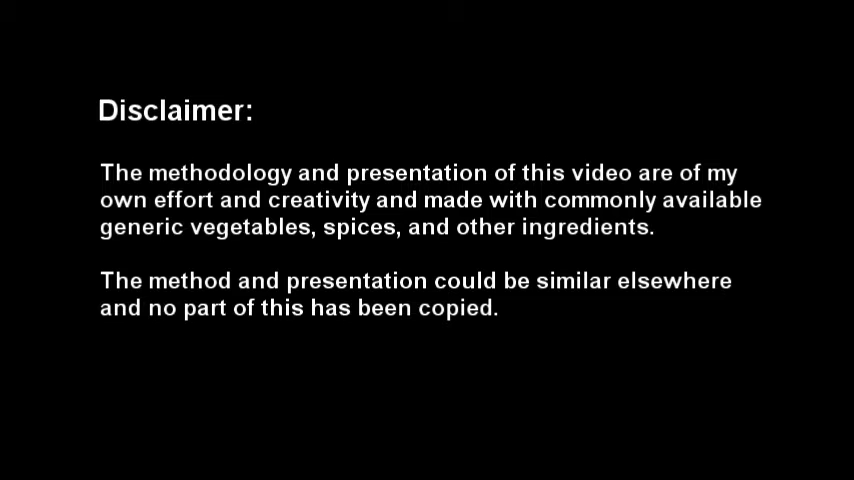 Disclaimer:
The methodology and presentation of this video are of my
own effort and creativity and made with commonly available
generic vegetables, spices, and other ingredients.
The method and presentation could be similar elsewhere
and no part of this has been copied.